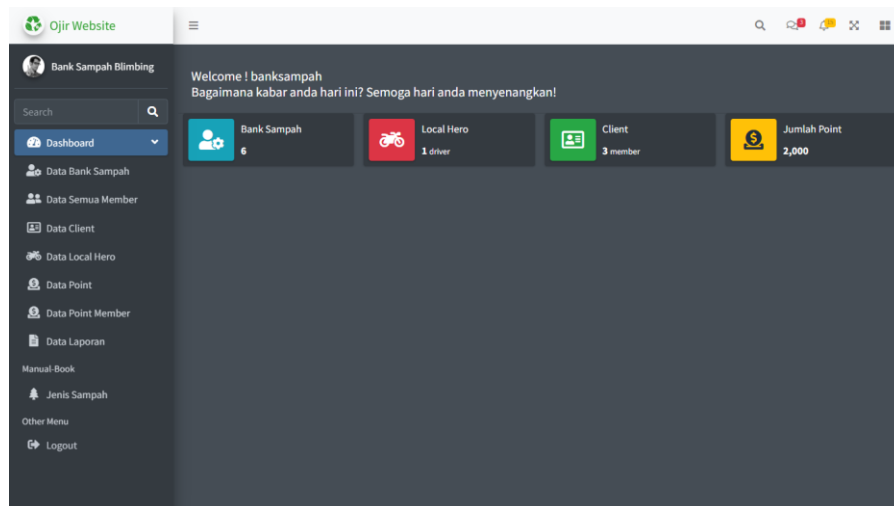 Ojir Website
Bank Sampah Blimbing
Search
Dashboard
Data Bank Sampah
Data Semua Member
Data Client
Data Local Hero
Data Point
Data Point Member
Data Laporan
Manual-Book
Jenis Sampah
Other Menu
Logout
Welcome ! banksampah
Bagaimana kabar anda hari ini? Semoga hari anda menyenangkan!
Bank Sampah
6
Local Hero
1 driver
Client
3 member
Jumlah Point
2,000